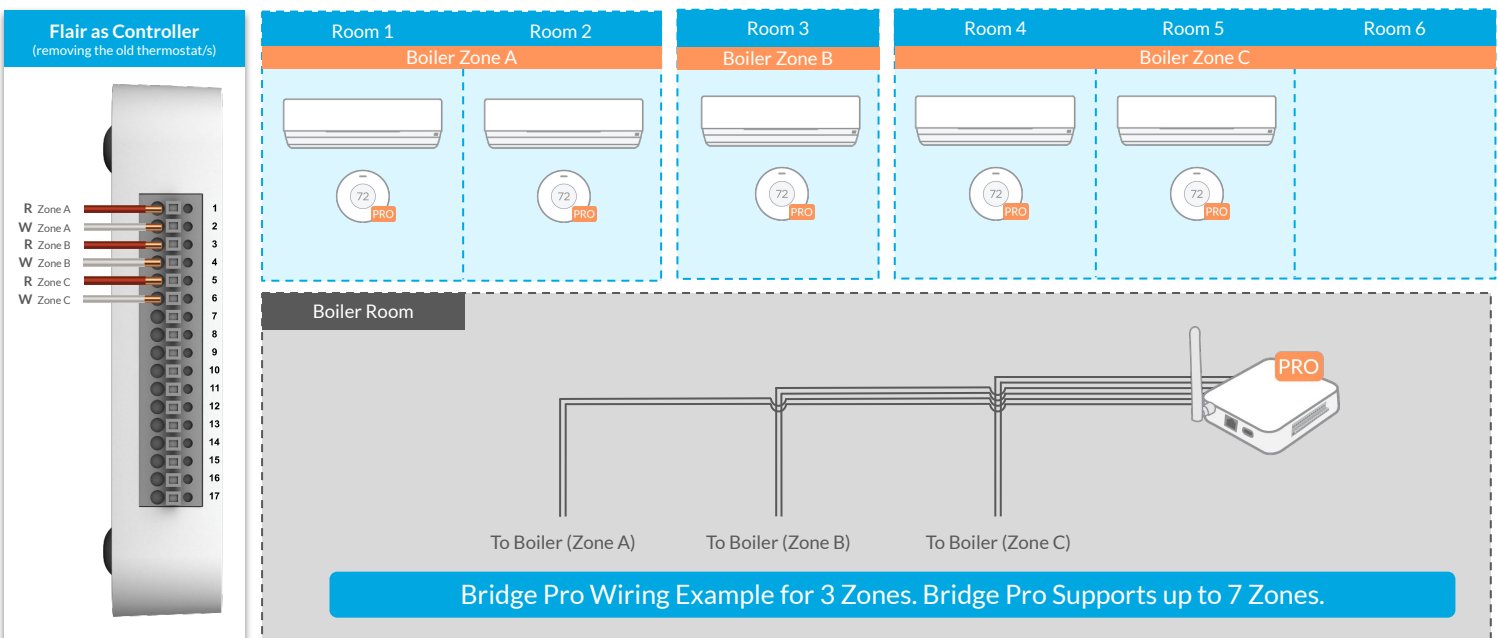 Flair as Controller
(removing the old thermostat/s)
R Zone A
W Zone A
R Zone B
W Zone B
R Zone C
W Zone C
1
2
3
4
5
6
7
8
9
10
11
12
13
14
15
16
17
Room 1
Room 2
Boiler Zone A
72
PRO
72
PRO
Room 3
Boiler Zone B
72
PRO
Room 4
Room 5
Room 6
Boiler Zone C
72
PRO
72
PRO
Boiler Room
PRO
To Boiler (Zone A)
To Boiler (Zone B)
To Boiler (Zone C)
Bridge Pro Wiring Example for 3 Zones. Bridge Pro Supports up to 7 Zones.